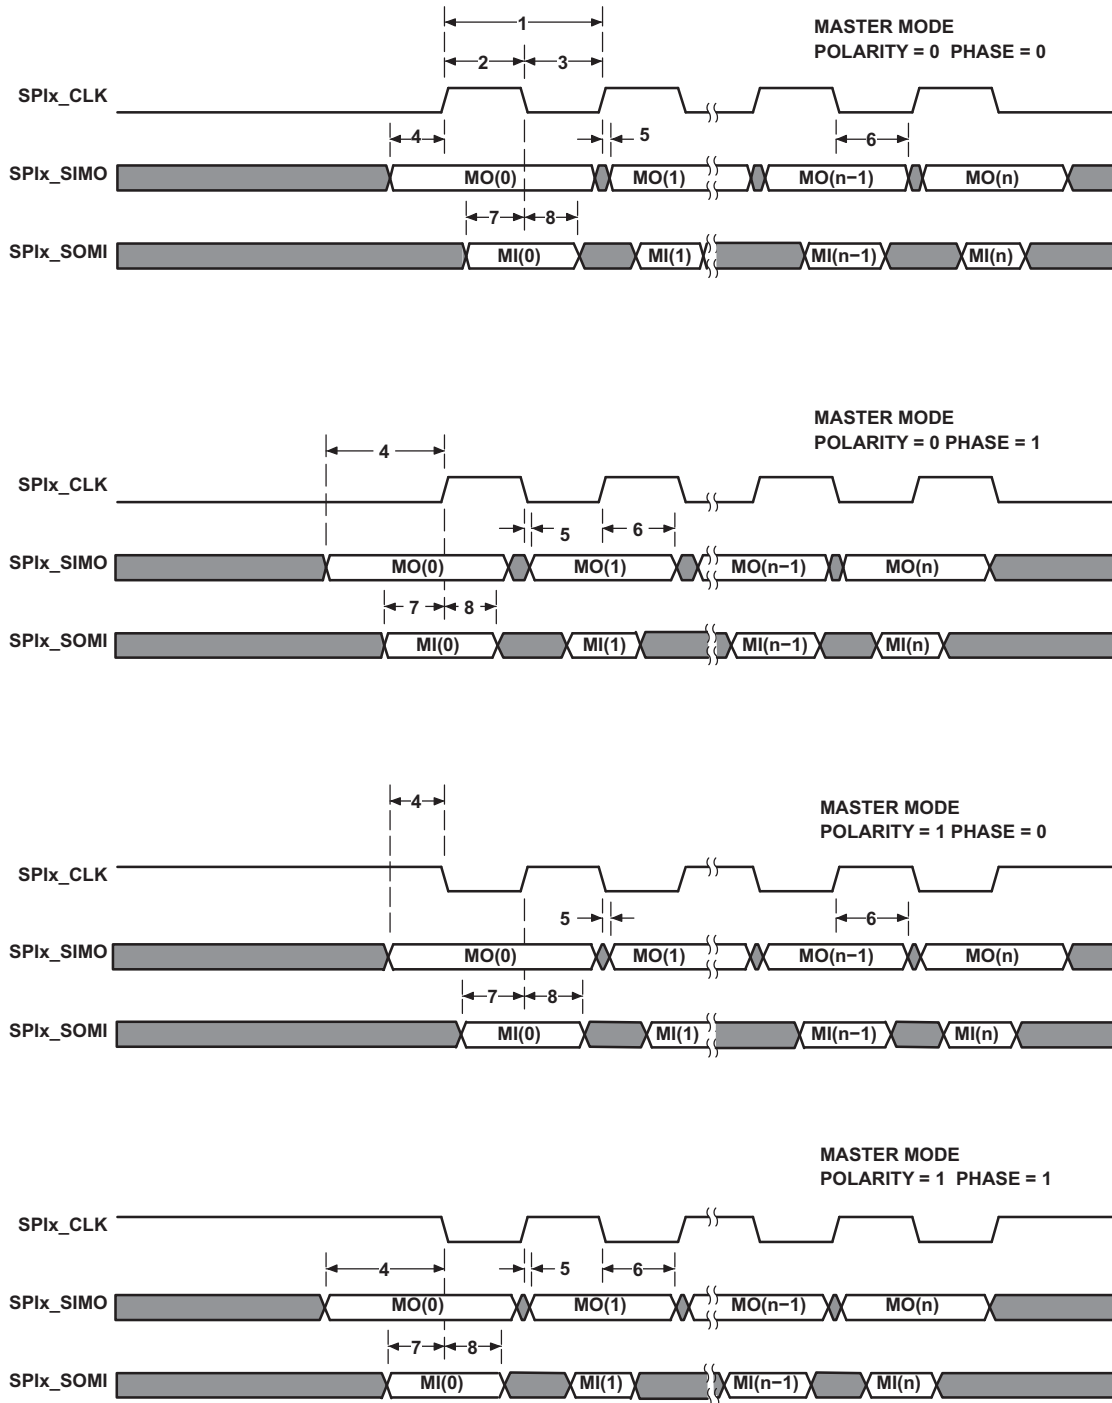 1
MASTER MODE
POLARITY = 0 PHASE = 0
2 3
SPIx_CLK
4 5 6
SPIx_SIMO MO(0) MO(1) MO(n−1) MO(n)
7 8
SPIx_SOMI MI(0) MI(1) MI(n−1) MI(n)
MASTER MODE
POLARITY = 0 PHASE = 1
4
SPIx_CLK
5 6
SPIx_SIMO MO(0) MO(1) MO(n−1) MO(n)
7 8
SPIx_SOMI MI(0) MI(1) MI(n−1) MI(n)
4
MASTER MODE
POLARITY = 1 PHASE = 0
SPIx_CLK
5 6
SPIx_SIMO MO(0) MO(1) MO(n−1) MO(n)
7 8
SPIx_SOMI MI(0) MI(1) MI(n−1) MI(n)
MASTER MODE
POLARITY = 1 PHASE = 1
SPIx_CLK
4 5 6
SPIx_SIMO MO(0) MO(1) MO(n−1) MO(n)
7 8
SPIx_SOMI MI(0) MI(1) MI(n−1) MI(n)